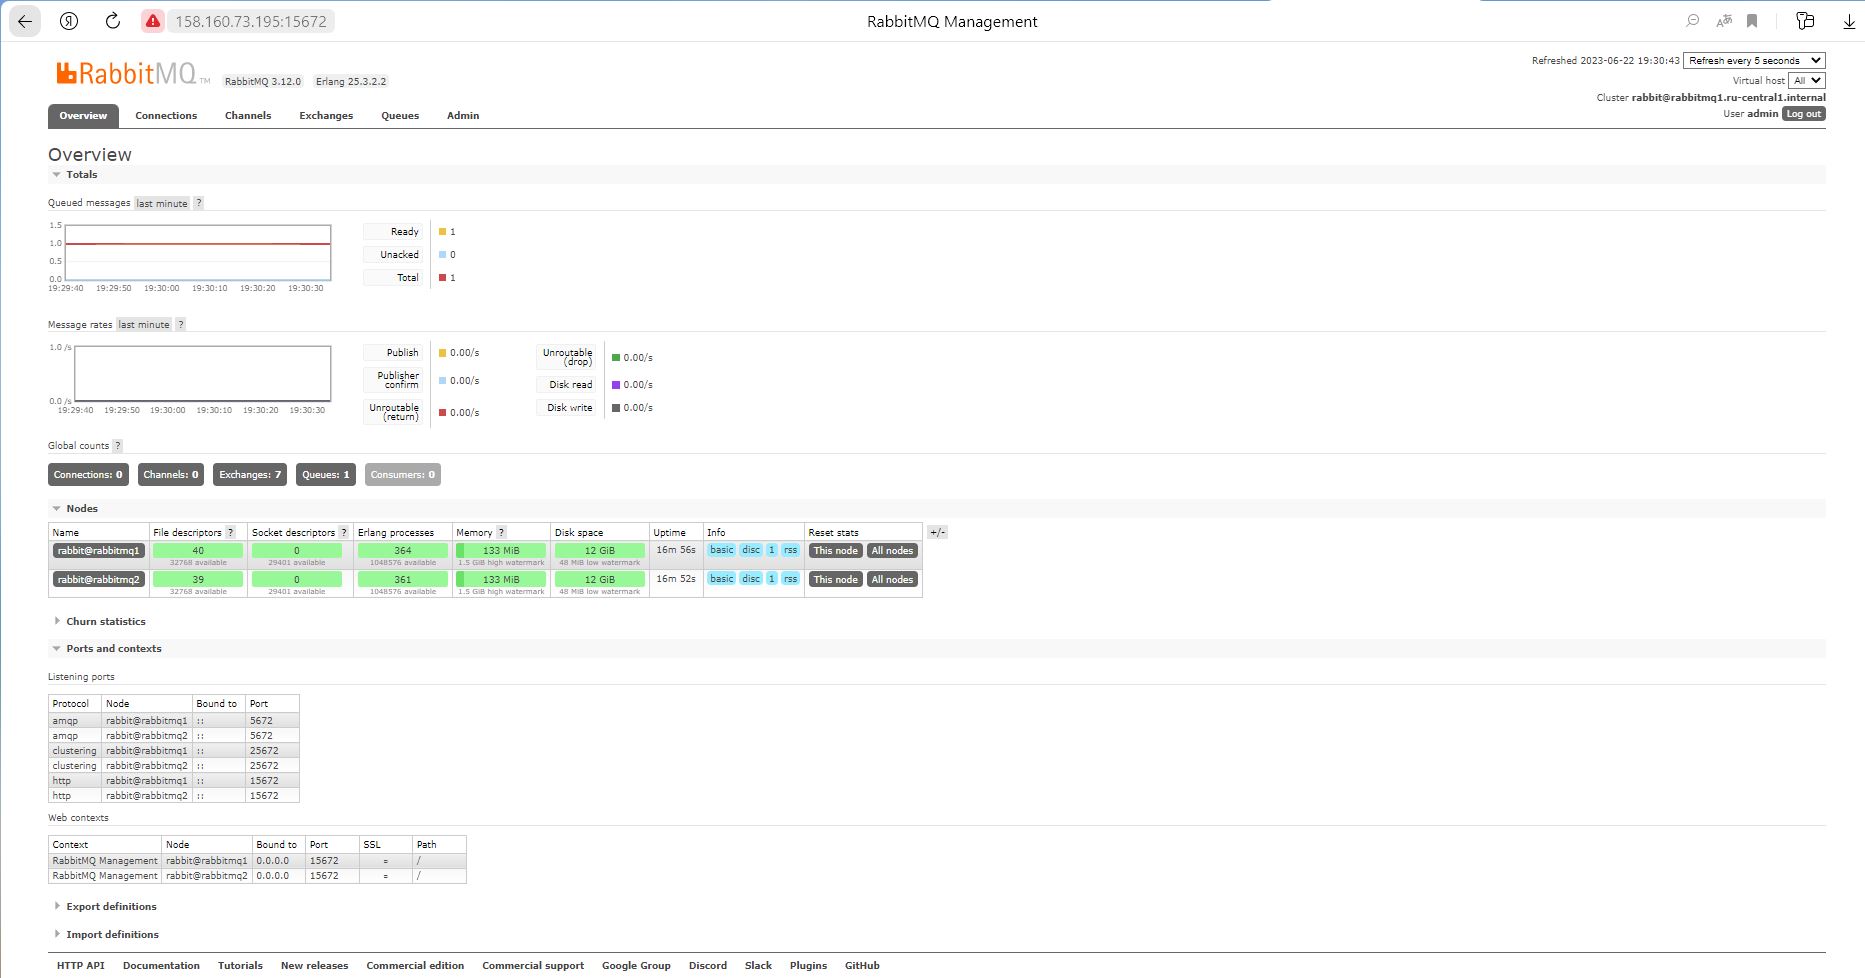 158.160.73.195:15672 RabbitMQ Management
RabbitMQ TM RabbitMQ 3.12.0 Erlang 25.3.2.2
Refreshed 2023-06-22 19:30:43 Refresh every 5 seconds
Virtual host All
Cluster rabbit@rabbitmq1.ru-central1.internal
User admin Log out
Overview Connections Channels Exchanges Queues Admin
Overview
Totals
Queued messages last minute ?
1.5
1.0
0.5
0.0
19:29:40 19:29:50 19:30:00 19:30:10 19:30:20 19:30:30
Ready 1
Unacked 0
Total 1
Message rates last minute ?
1.0 /s
0.0 /s
19:29:40 19:29:50 19:30:00 19:30:10 19:30:20 19:30:30
Publish 0.00/s
Publisher confirm 0.00/s
Unroutable (return) 0.00/s
Unroutable (drop) 0.00/s
Disk read 0.00/s
Disk write 0.00/s
Global counts ?
Connections: 0 Channels: 0 Exchanges: 7 Queues: 1 Consumers: 0
Nodes
Name File descriptors ? Socket descriptors ? Erlang processes Memory ? Disk space Uptime Info Reset stats +/-
rabbit@rabbitmq1 40 0 364 133 MiB 12 GiB 16m 56s basic disc 1 rss This node All nodes
32768 available 29401 available 1048576 available 1.5 GiB high watermark 48 MiB low watermark
rabbit@rabbitmq2 39 0 361 133 MiB 12 GiB 16m 52s basic disc 1 rss This node All nodes
32768 available 29401 available 1048576 available 1.5 GiB high watermark 48 MiB low watermark
Churn statistics
Ports and contexts
Listening ports
Protocol Node Bound to Port
amqp rabbit@rabbitmq1 :: 5672
amqp rabbit@rabbitmq2 :: 5672
clustering rabbit@rabbitmq1 :: 25672
clustering rabbit@rabbitmq2 :: 25672
http rabbit@rabbitmq1 :: 15672
http rabbit@rabbitmq2 :: 15672
Web contexts
Context Node Bound to Port SSL Path
RabbitMQ Management rabbit@rabbitmq1 0.0.0.0 15672 ○ /
RabbitMQ Management rabbit@rabbitmq2 0.0.0.0 15672 ○ /
Export definitions
Import definitions
HTTP API Documentation Tutorials New releases Commercial edition Commercial support Google Group Discord Slack Plugins GitHub